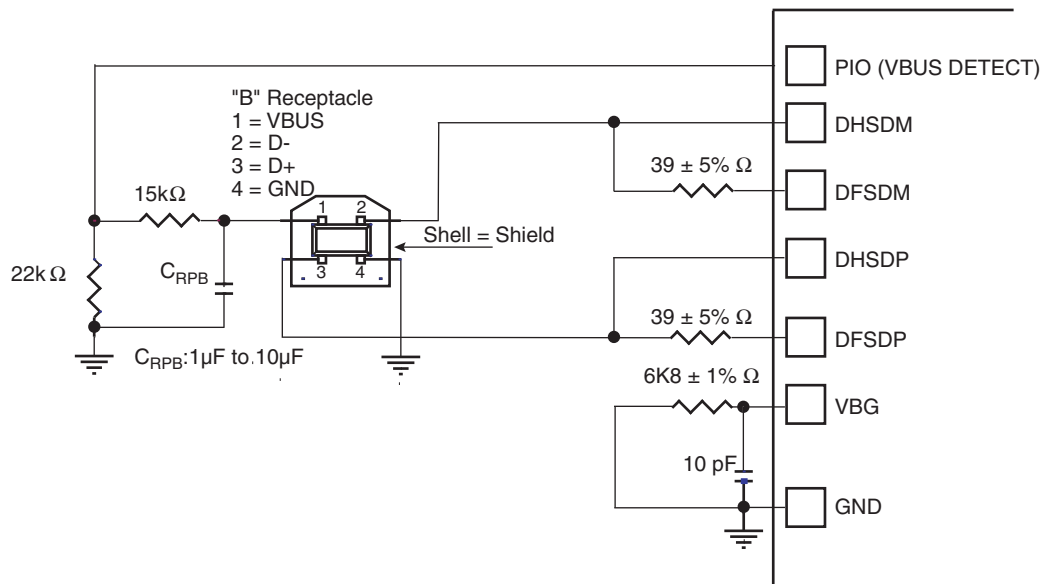 PIO (VBUS DETECT)
"B" Receptacle
1 = VBUS
2 = D-
3 = D+
4 = GND
DHSDM
39 ± 5% Ω
DFSDM
15kΩ
1 2
Shell = Shield
3 4
DHSDP
22k Ω
CRPB
39 ± 5% Ω
DFSDP
CRPB:1µF to 10µF
6K8 ± 1% Ω
VBG
10 pF
GND